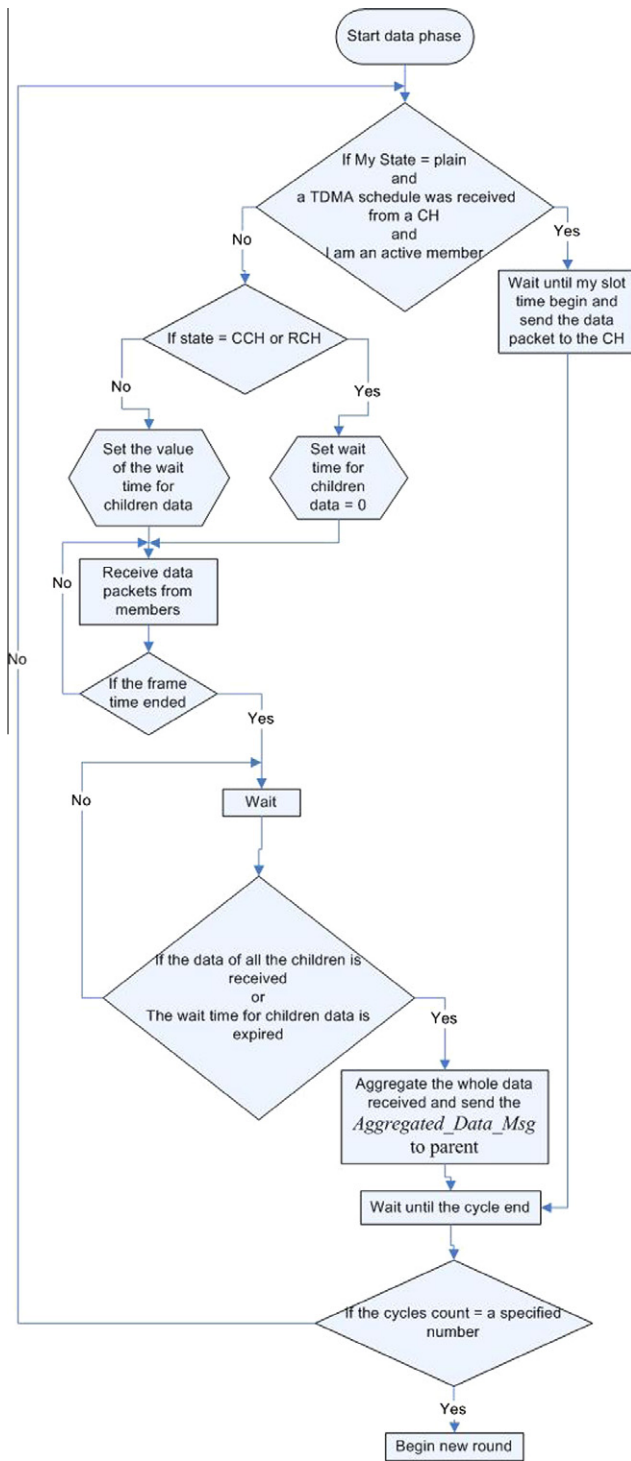 Start data phase
If My State = plain
and
a TDMA schedule was received
from a CH
and
I am an active member
No
Yes
Wait until my slot
time begin and
send the data
packet to the CH
If state = CCH or RCH
No
Yes
Set the value
of the wait
time for
children data
Set wait
time for
children
data = 0
No
Receive data
packets from
members
No
If the frame
time ended
Yes
No
Wait
If the data of all the children is
received
or
The wait time for children data is
expired
Yes
Aggregate the whole data
received and send the
Aggregated_Data_Msg
to parent
Wait until the cycle end
If the cycles count = a specified
number
Yes
Begin new round